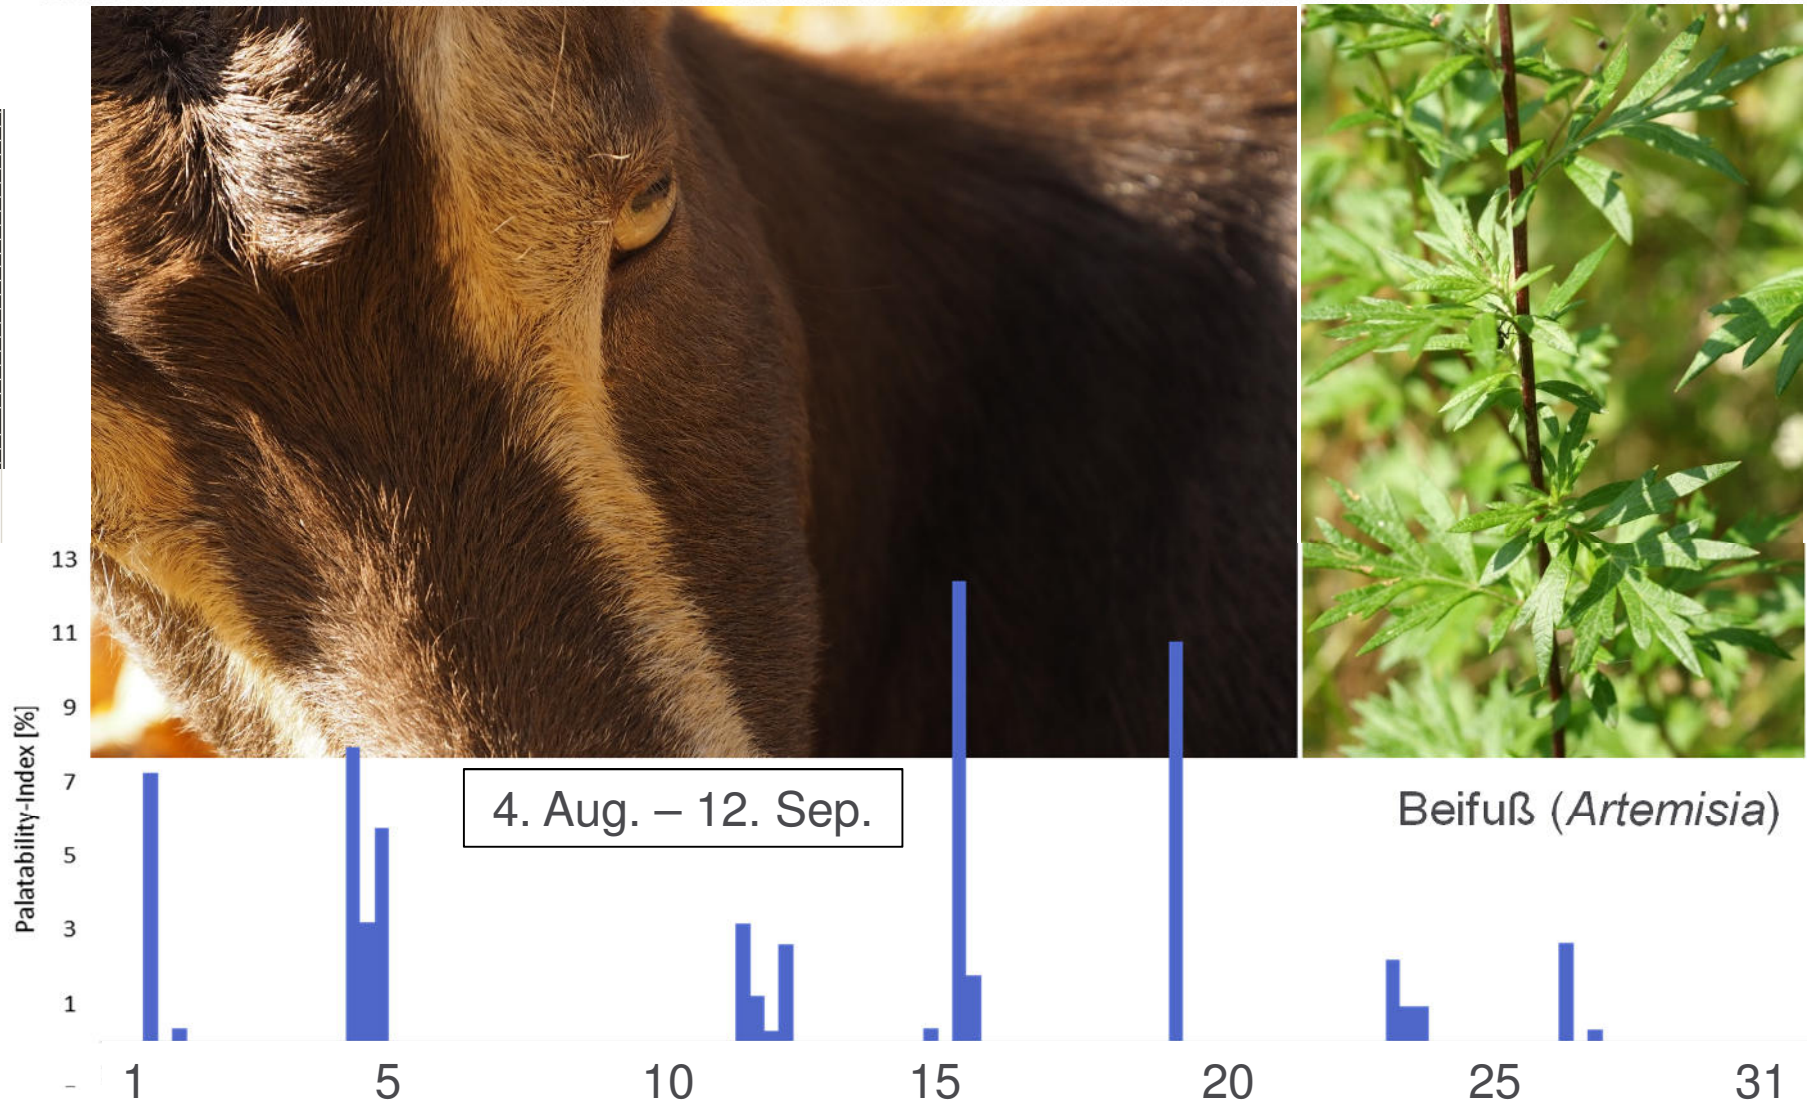 13
11
9
7
5
3
1
–
Palatability-Index [%]
4. Aug. – 12. Sep.
Beifuß (Artemisia)
1 5 10 15 20 25 31